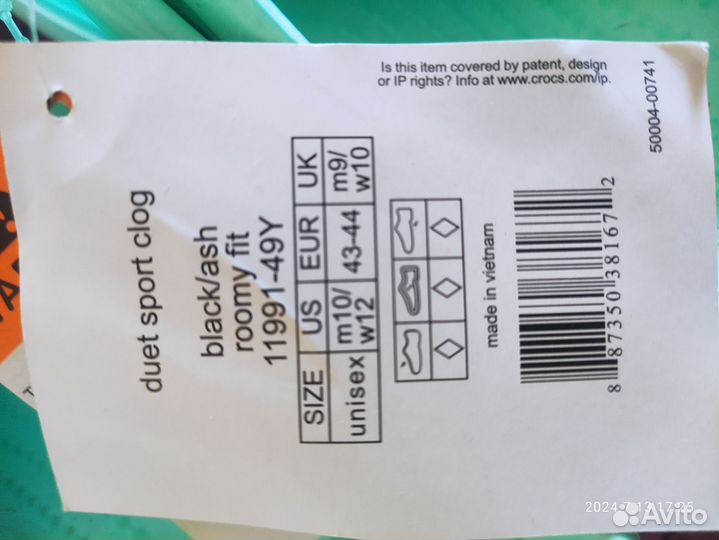 Is this item covered by patent, design
or IP rights? Info at www.crocs.com/ip.
50004-00741
duet sport clog
black/ash
roomy fit
11991-49Y
SIZE US EUR UK
unisex m10/ w12 43-44 m9/ w10
made in vietnam
8 87350 38167 2
2024-7-13 17:25
Avito